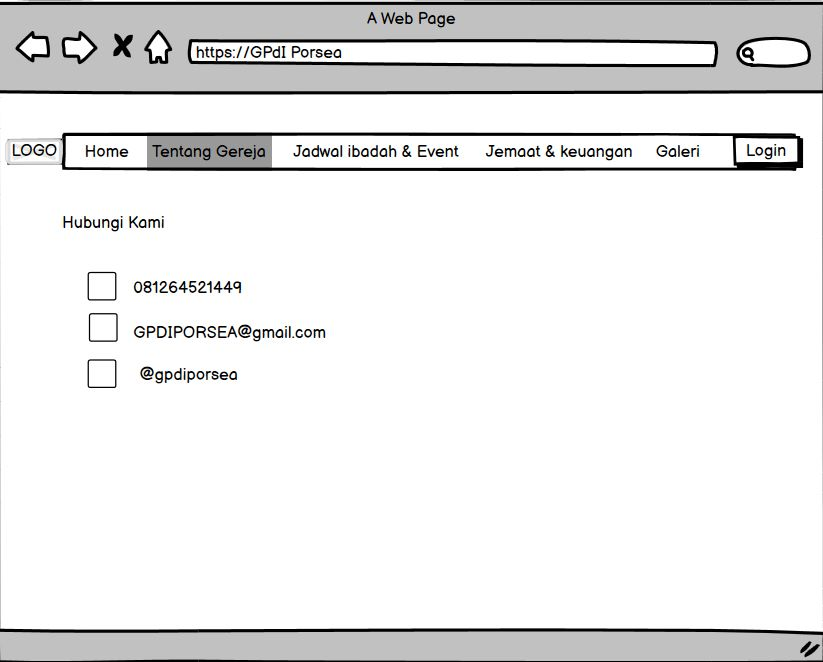 A Web Page
https://GPdI Porsea
LOGO Home Tentang Gereja Jadwal ibadah & Event Jemaat & keuangan Galeri Login
Hubungi Kami
081264521449
GPDIPORSEA@gmail.com
@gpdiporsea